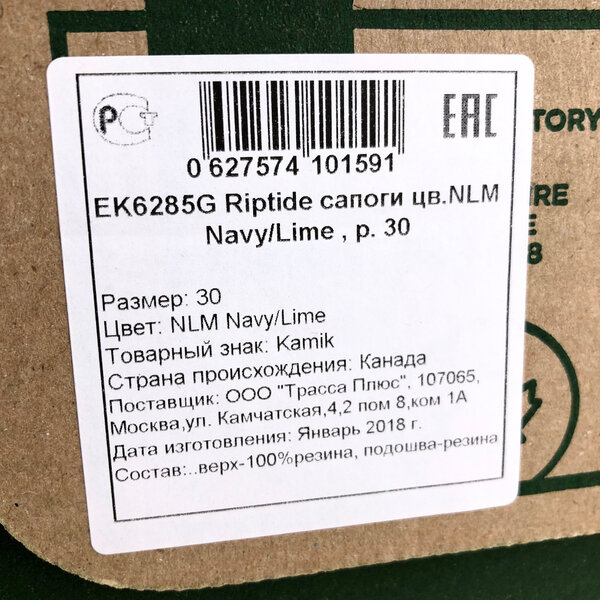 РСТ
EAC
TORY
RE
E
8
0 627574 101591
EK6285G Riptide сапоги цв.NLM
Navy/Lime , р. 30
Размер: 30
Цвет: NLM Navy/Lime
Товарный знак: Kamik
Страна происхождения: Канада
Поставщик: ООО "Трасса Плюс", 107065,
Москва,ул. Камчатская,4,2 пом 8,ком 1А
Дата изготовления: Январь 2018 г.
Состав:..верх-100%резина, подошва-резина